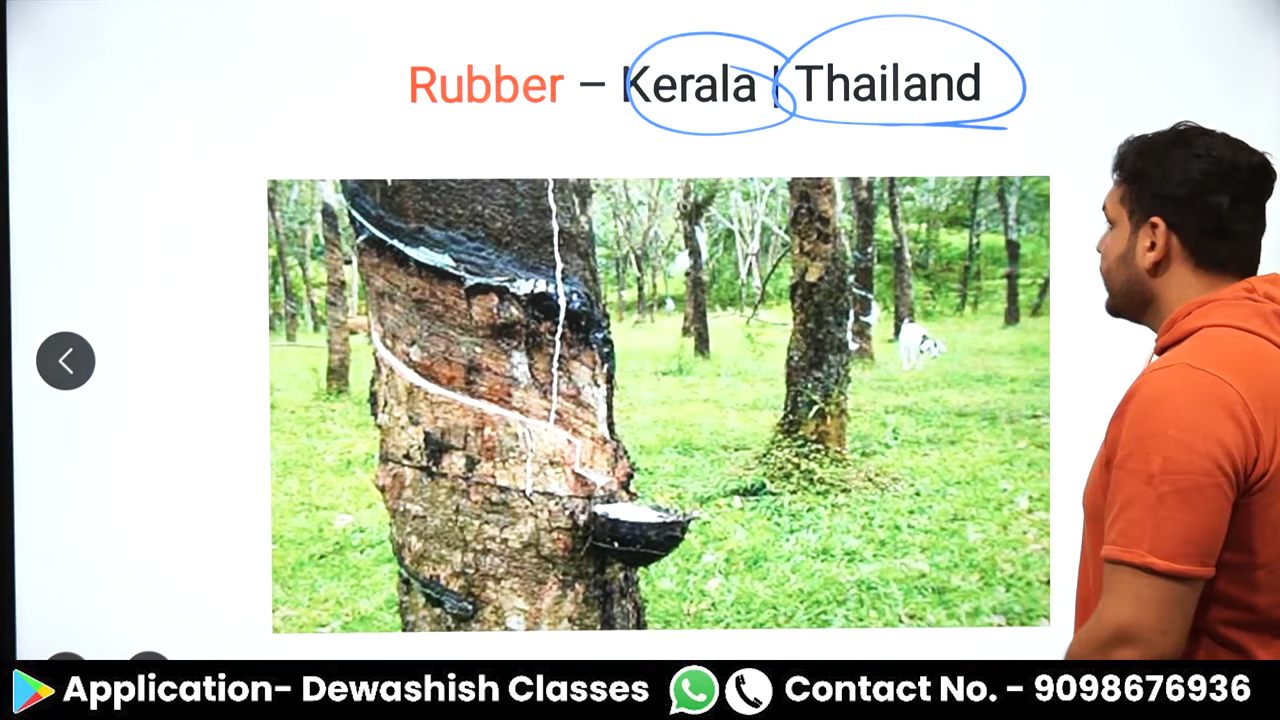 Rubber – Kerala | Thailand
Application- Dewashish Classes Contact No. - 9098676936